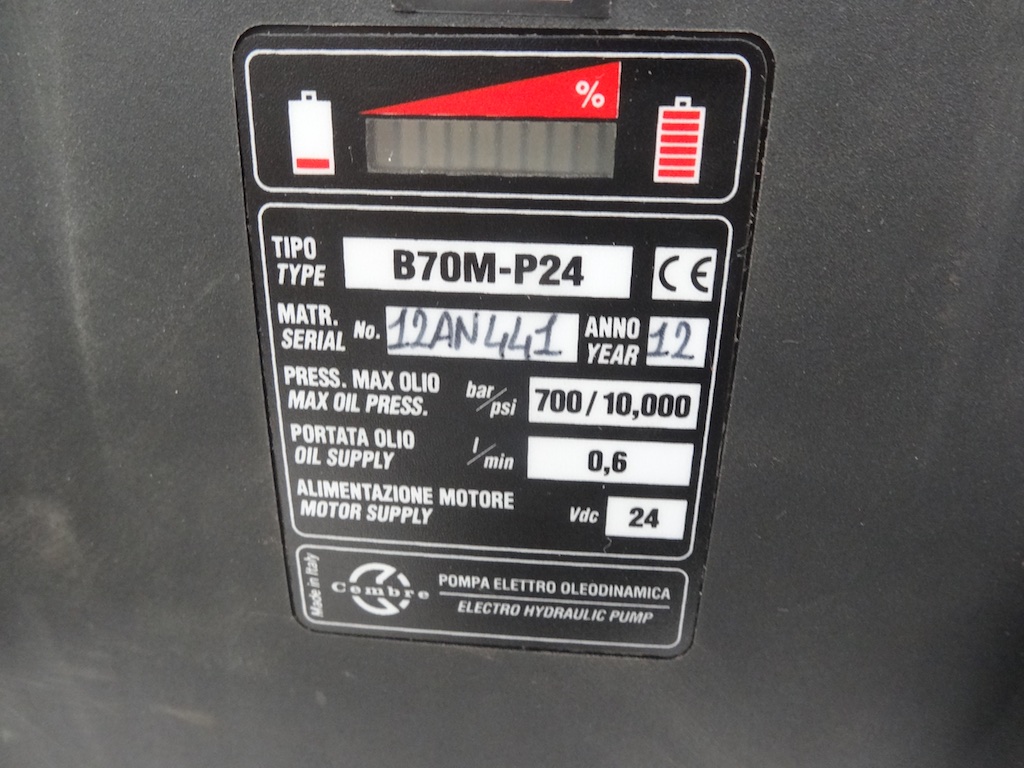 %
TIPO
TYPE
B70M-P24
CE
MATR.
SERIAL
No.
12AN441
ANNO
YEAR
12
PRESS. MAX OLIO
MAX OIL PRESS.
bar/psi
700/10,000
PORTATA OLIO
OIL SUPPLY
l/min
0,6
ALIMENTAZIONE MOTORE
MOTOR SUPPLY
Vdc
24
Made in Italy
Cembre
POMPA ELETTRO OLEODINAMICA
ELECTRO HYDRAULIC PUMP